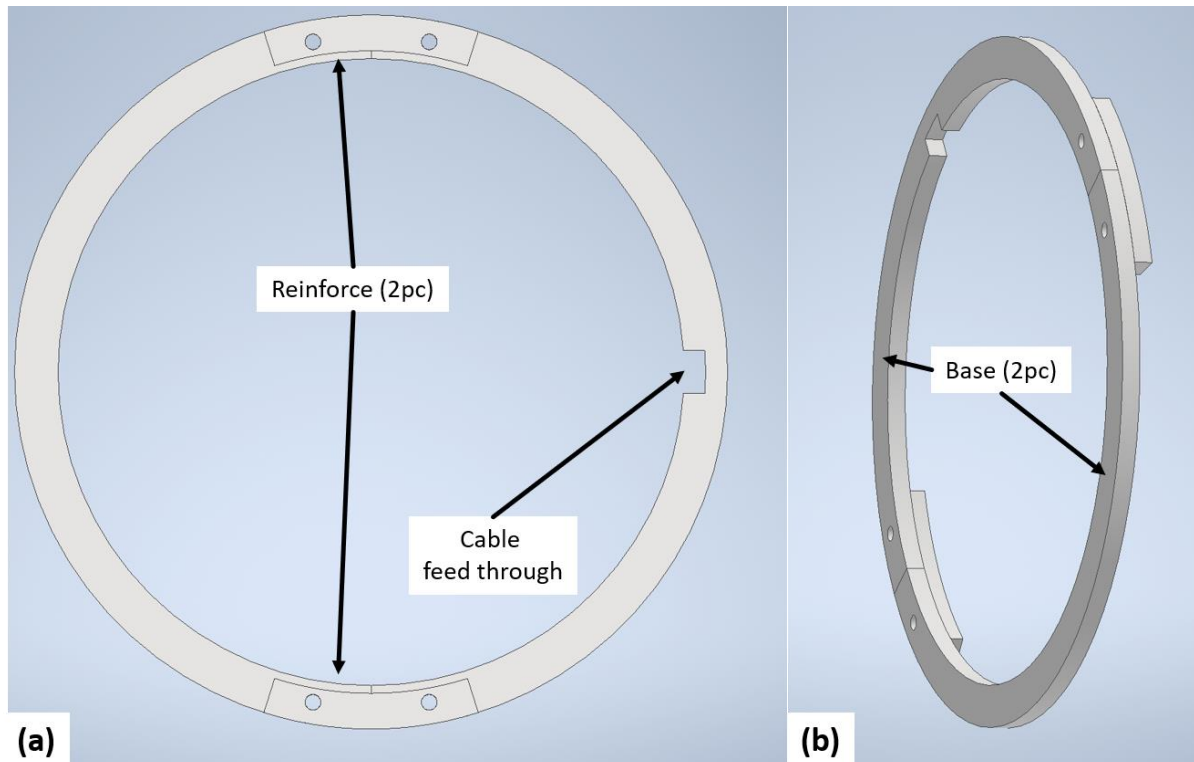 Reinforce (2pc)
Cable
feed through
(a)
Base (2pc)
(b)